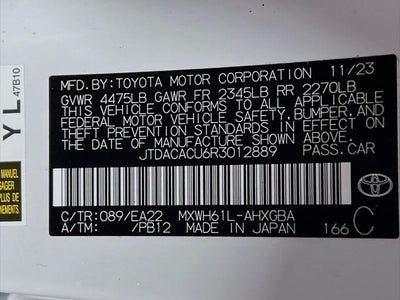 MFD. BY: TOYOTA MOTOR CORPORATION 11/23
GVWR 4475LB GAWR FR 2345LB RR 2270LB
THIS VEHICLE CONFORMS TO ALL APPLICABLE
FEDERAL MOTOR VEHICLE SAFETY, BUMPER, AND
THEFT PREVENTION STANDARDS IN EFFECT ON
THE DATE OF MANUFACTURE SHOWN ABOVE.
JTDACACU6R3012889 PASS.CAR
C/TR: 089/EA22 MXWH61L-AHXGBA
A/TM: /PB12 MADE IN JAPAN 166 C
TOYOTA
YL
47B10
MANUAL